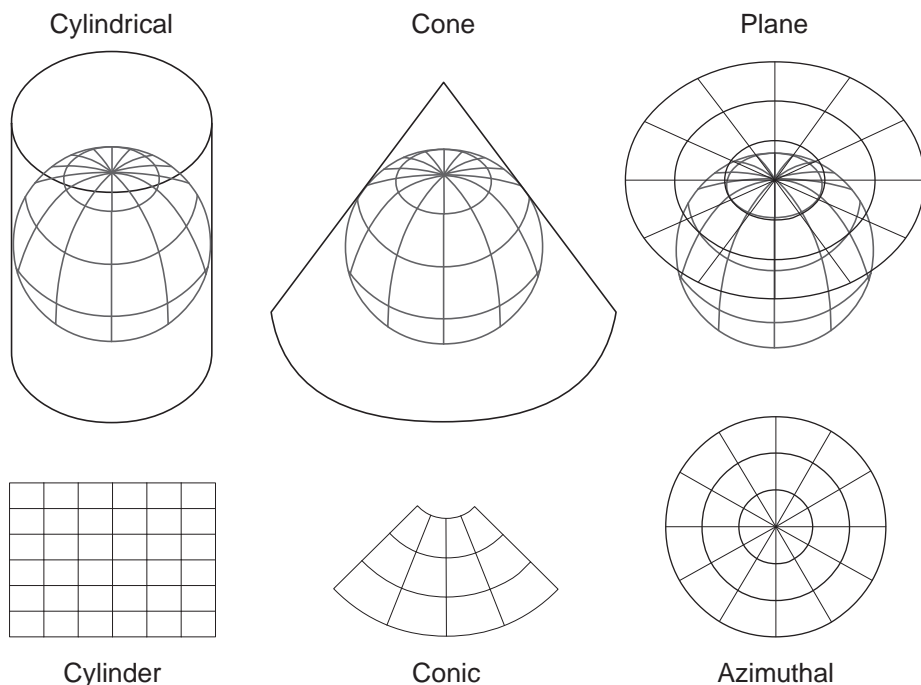 Cylindrical
Cone
Plane
Cylinder
Conic
Azimuthal